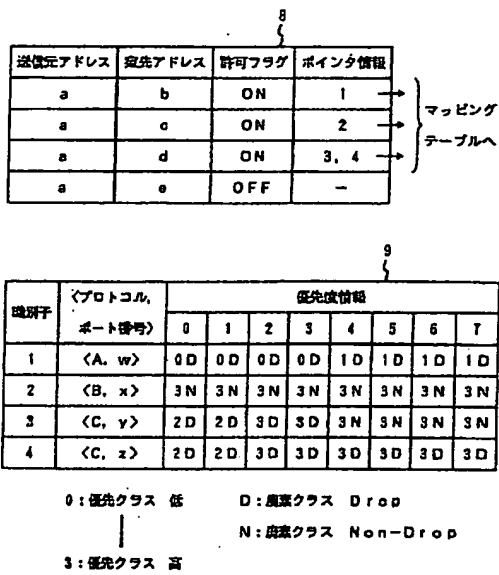 8
送信元アドレス 宛先アドレス 許可フラグ ポインタ情報
a b ON 1
a c ON 2
a d ON 3, 4
a e OFF −
マッピング
テーブルへ
9
識別子 〈プロトコル, ポート番号〉 優先度情報
0 1 2 3 4 5 6 7
1 〈A, w〉 0D 0D 0D 0D 1D 1D 1D 1D
2 〈B, x〉 3N 3N 3N 3N 3N 3N 3N 3N
3 〈C, y〉 2D 2D 3D 3D 3N 3N 3N 3N
4 〈C, z〉 2D 2D 3D 3D 3D 3D 3D 3D
0:優先クラス 低 D:廃棄クラス Drop
N:廃棄クラス Non-Drop
3:優先クラス 高